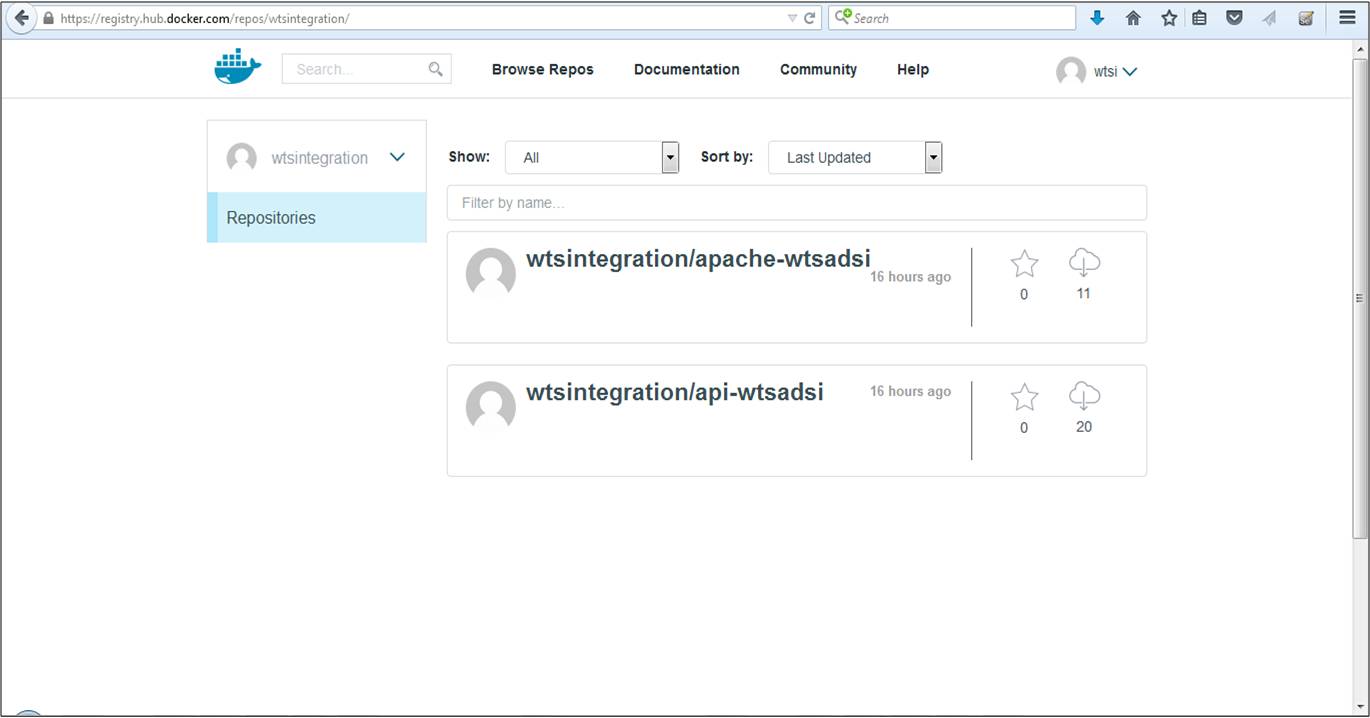 https://registry.hub.docker.com/repos/wtsintegration/
Search
Search...
Browse Repos
Documentation
Community
Help
wtsi
wtsintegration
Repositories
Show:
All
Sort by:
Last Updated
Filter by name...
wtsintegration/apache-wtsadsi
16 hours ago
0
11
wtsintegration/api-wtsadsi
16 hours ago
0
20